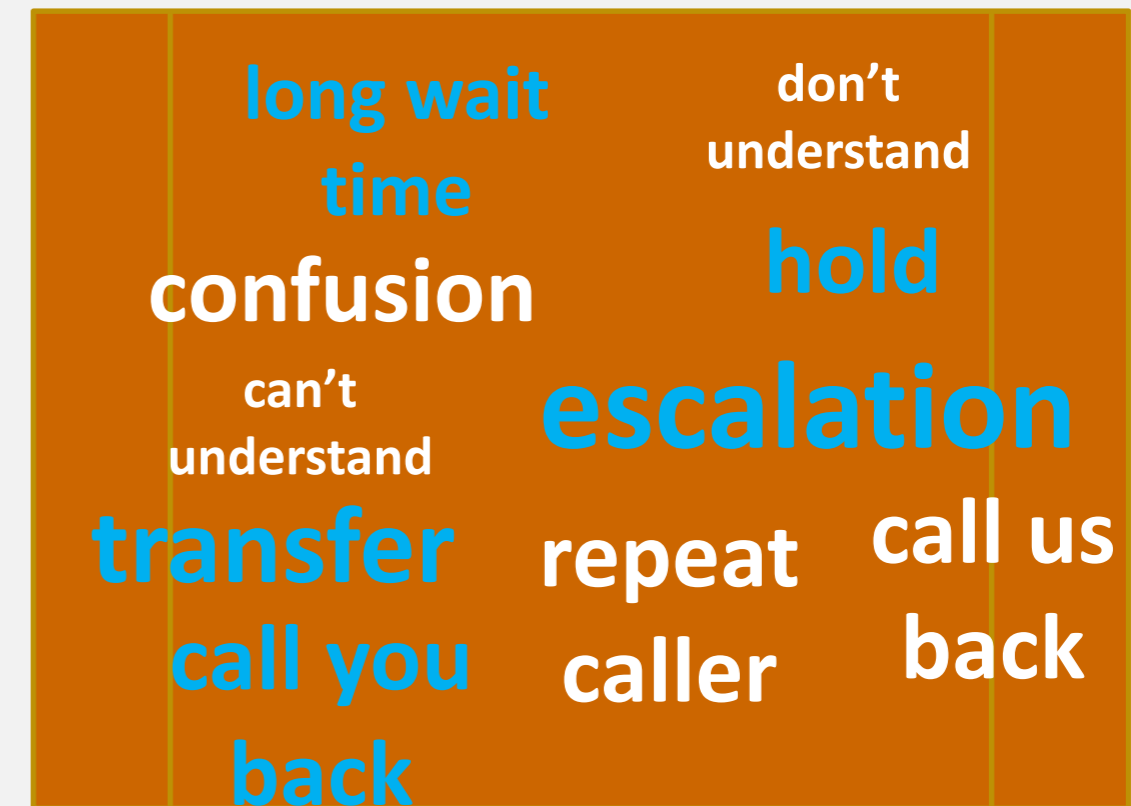 long wait
time
don’t
understand
hold
confusion
can’t
understand
escalation
transfer
call you
back
repeat
caller
call us
back